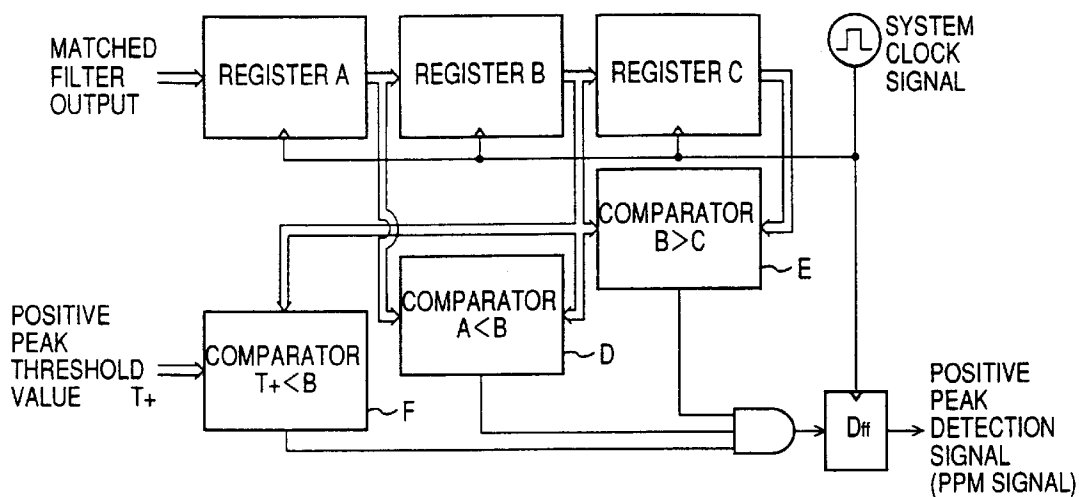 MATCHED
FILTER
OUTPUT
REGISTER A
REGISTER B
REGISTER C
SYSTEM
CLOCK
SIGNAL
COMPARATOR
B>C
E
COMPARATOR
A<B
D
POSITIVE
PEAK
THRESHOLD
VALUE T+
COMPARATOR
T+<B
F
Dff
POSITIVE
PEAK
DETECTION
SIGNAL
(PPM SIGNAL)